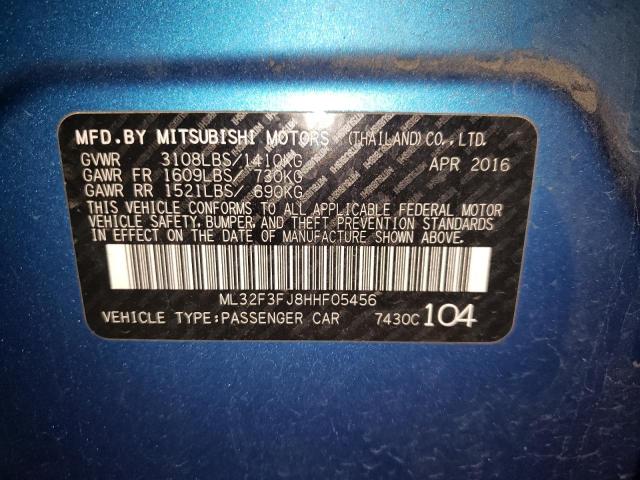 MFD.BY MITSUBISHI MOTORS (THAILAND)CO.,LTD.
GVWR 3108LBS/1410KG APR 2016
GAWR FR 1609LBS/ 730KG
GAWR RR 1521LBS/ 690KG
THIS VEHICLE CONFORMS TO ALL APPLICABLE FEDERAL MOTOR
VEHICLE SAFETY, BUMPER, AND THEFT PREVENTION STANDARDS
IN EFFECT ON THE DATE OF MANUFACTURE SHOWN ABOVE.
ML32F3FJ8HHF05456
VEHICLE TYPE:PASSENGER CAR 7430C 104